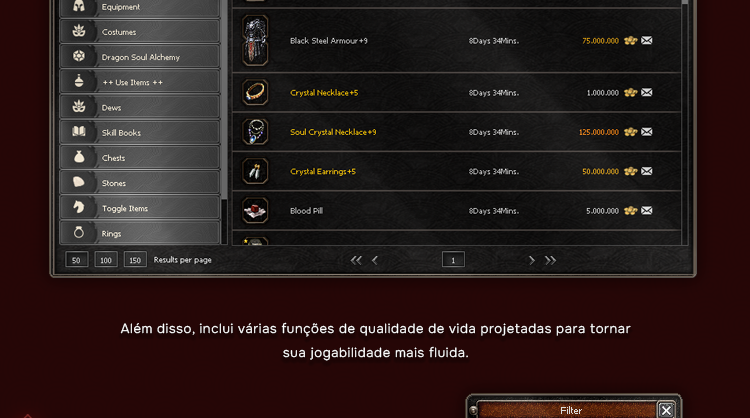 Equipment
Costumes
Dragon Soul Alchemy
++ Use Items ++
Dews
Skill Books
Chests
Stones
Toggle Items
Rings
Black Steel Armour+9 8Days 34Mins. 75.000.000
Crystal Necklace+5 8Days 34Mins. 1.000.000
Soul Crystal Necklace+9 8Days 34Mins. 125.000.000
Crystal Earrings+5 8Days 34Mins. 50.000.000
Blood Pill 8Days 34Mins. 5.000.000
50 100 150 Results per page 1
Além disso, inclui várias funções de qualidade de vida projetadas para tornar
sua jogabilidade mais fluida.
Filter